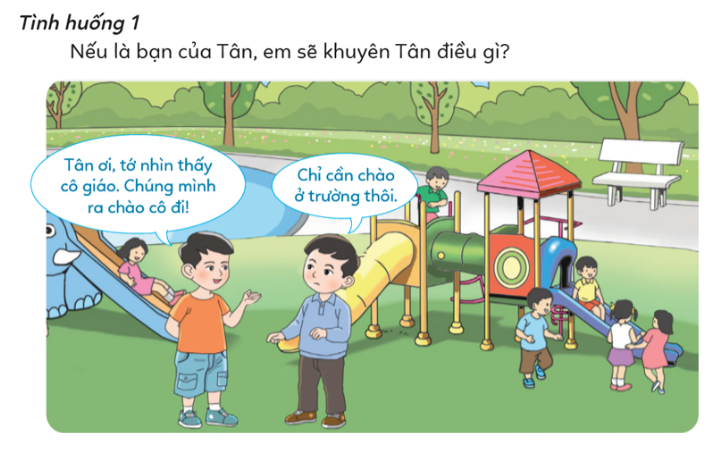 Tình huống 1
Nếu là bạn của Tân, em sẽ khuyên Tân điều gì?
Tân ơi, tớ nhìn thấy
cô giáo. Chúng mình
ra chào cô đi!
Chỉ cần chào
ở trường thôi.